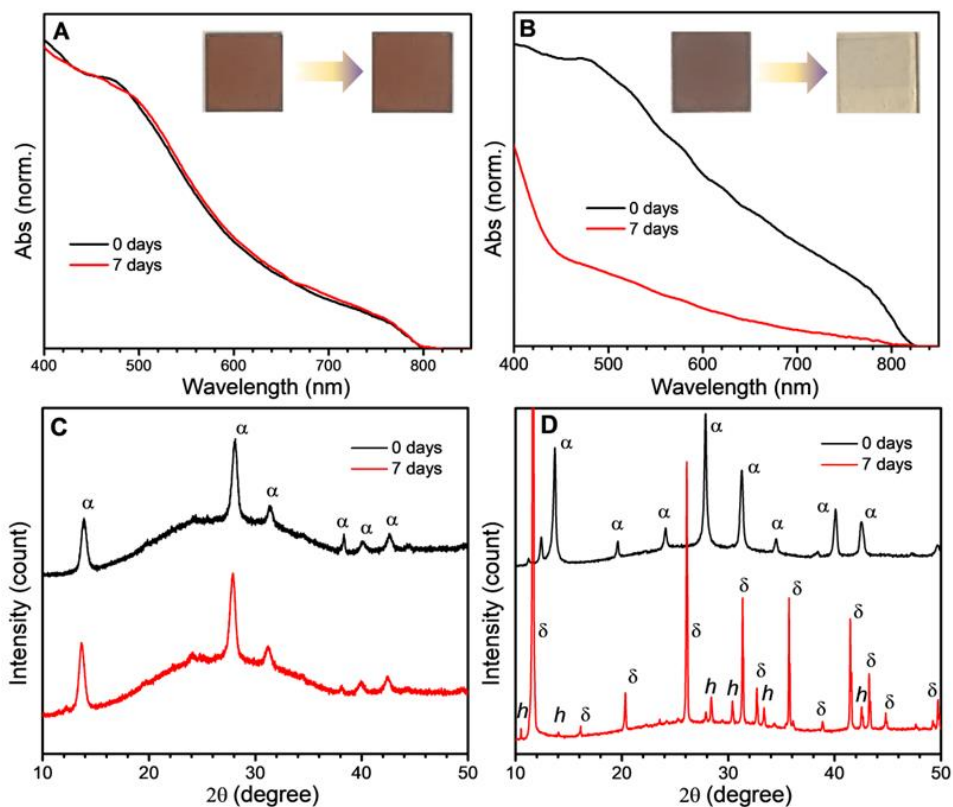 A
Abs (norm.)
0 days
7 days
400 500 600 700 800
Wavelength (nm)
B
Abs (norm.)
0 days
7 days
400 500 600 700 800
Wavelength (nm)
C
Intensity (count)
0 days
7 days
α
α
α
α
α
α
10 20 30 40 50
2θ (degree)
D
Intensity (count)
0 days
7 days
α
α
α
α
α
α
α
α
δ
h
h
δ
δ
δ
h
h
δ
h
δ
δ
δ
h
δ
δ
δ
10 20 30 40 50
2θ (degree)